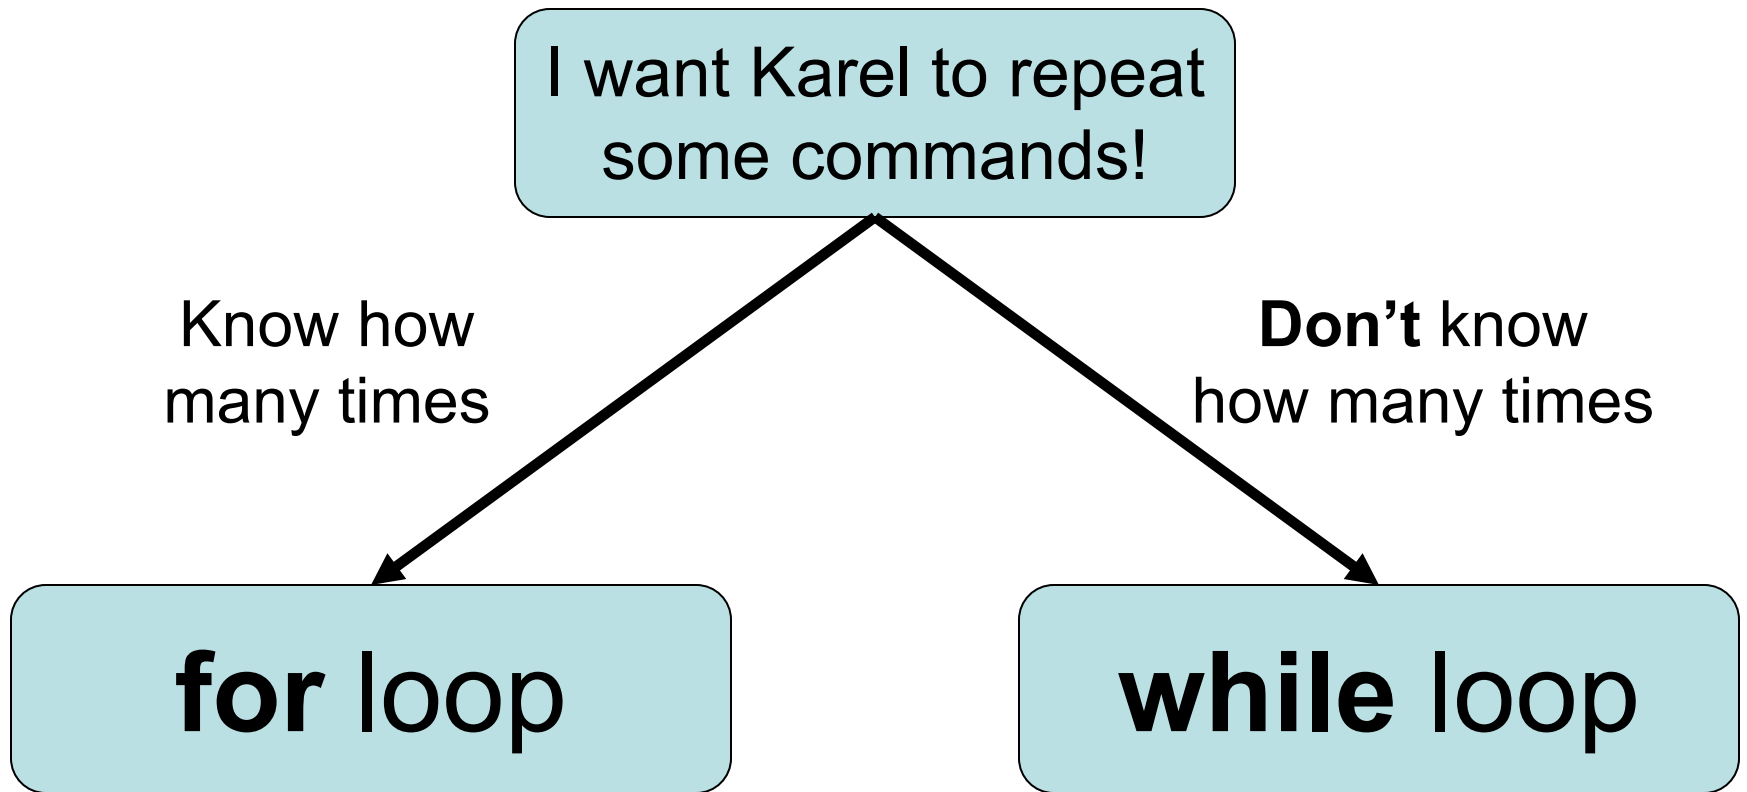 I want Karel to repeat
some commands!
Know how
many times
Don’t know
how many times
for loop
while loop